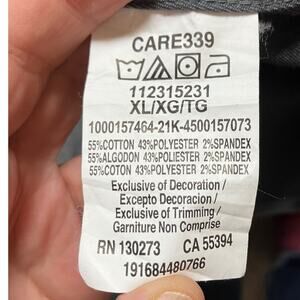 CARE339
112315231
XL/XG/TG
1000157464-21K-4500157073
55%COTTON 43%POLYESTER 2%SPANDEX
55%ALGODON 43%POLIESTER 2%SPANDEX
55%COTON 43%POLYESTER 2%SPANDEX
Exclusive of Decoration/
Excepto Decoracion/
Exclusive of Trimming/
Garniture Non Comprise
RN 130273 CA 55394
191684480766